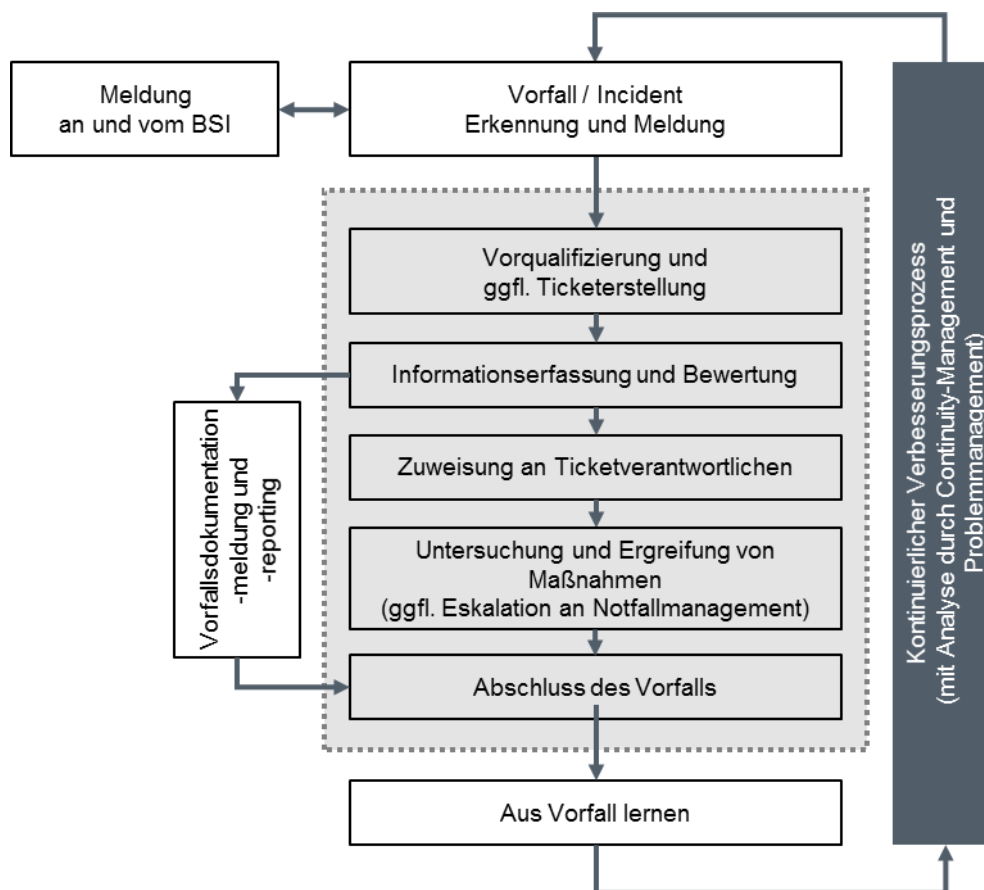 Meldung
an und vom BSI
Vorfall / Incident
Erkennung und Meldung
Vorqualifizierung und
ggfl. Ticketerstellung
Informationserfassung und Bewertung
Zuweisung an Ticketverantwortlichen
Untersuchung und Ergreifung von
Maßnahmen
(ggfl. Eskalation an Notfallmanagement)
Abschluss des Vorfalls
Vorfallsdokumentation
-meldung und
-reporting
Aus Vorfall lernen
Kontinuierlicher Verbesserungsprozess
(mit Analyse durch Continuity-Management und
Problemmanagement)